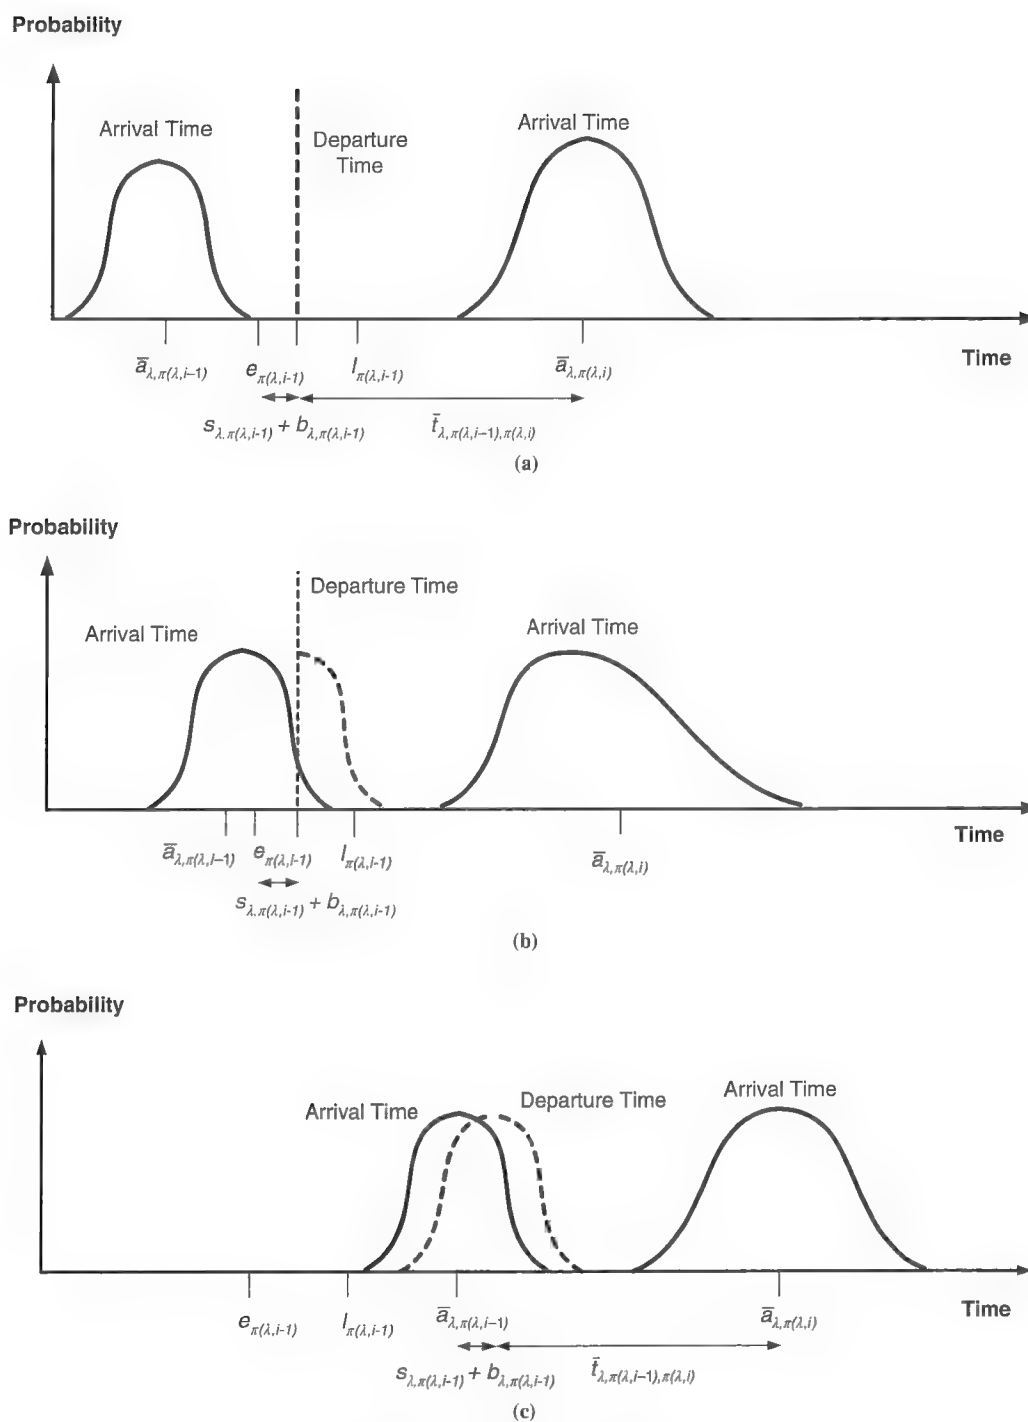 Probability
Arrival Time
Departure
Time
Arrival Time
Time
ā_{λ,π(λ,i–1)} e_{π(λ,i-1)} l_{π(λ,i-1)} ā_{λ,π(λ,i)}
s_{λ,π(λ,i-1)} + b_{λ,π(λ,i-1)} t̄_{λ,π(λ,i–1),π(λ,i)}
(a)
Probability
Departure Time
Arrival Time
Arrival Time
Time
ā_{λ,π(λ,i–1)} e_{π(λ,i-1)} l_{π(λ,i-1)} ā_{λ,π(λ,i)}
s_{λ,π(λ,i-1)} + b_{λ,π(λ,i-1)}
(b)
Probability
Arrival Time
Departure Time
Arrival Time
Time
e_{π(λ,i-1)} l_{π(λ,i-1)} ā_{λ,π(λ,i–1)} ā_{λ,π(λ,i)}
s_{λ,π(λ,i-1)} + b_{λ,π(λ,i-1)} t̄_{λ,π(λ,i–1),π(λ,i)}
(c)